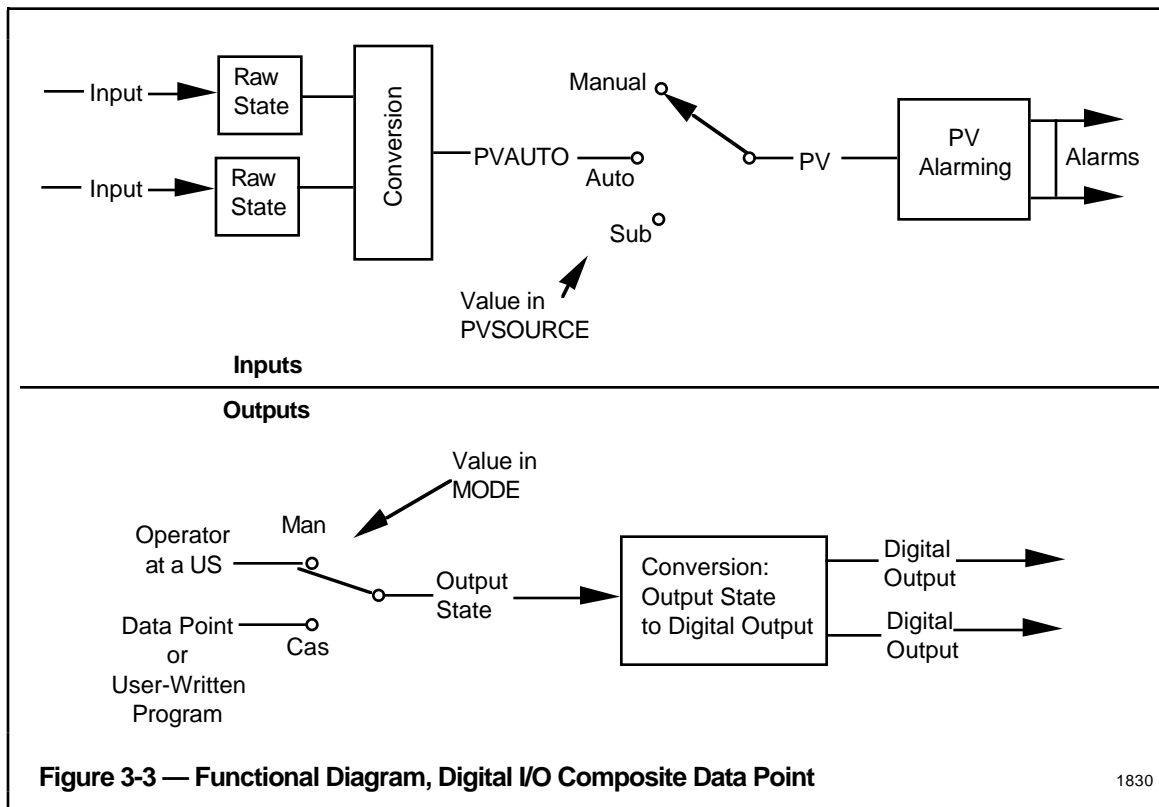 Input
Raw
State
Input
Raw
State
Conversion
PVAUTO
Manual
Auto
Sub
Value in
PVSOURCE
PV
PV
Alarming
Alarms
Inputs
Outputs
Value in
MODE
Operator
at a US
Man
Data Point
or
User-Written
Program
Cas
Output
State
Conversion:
Output State
to Digital Output
Digital
Output
Digital
Output
Figure 3-3 — Functional Diagram, Digital I/O Composite Data Point
1830